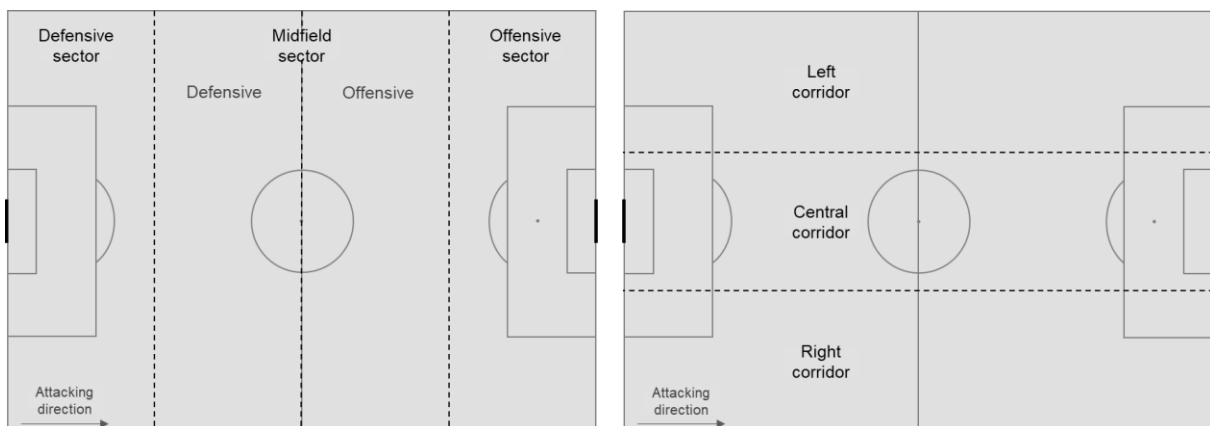 Defensive
sector
Midfield
sector
Offensive
sector
Defensive
Offensive
Attacking
direction
Left
corridor
Central
corridor
Right
corridor
Attacking
direction